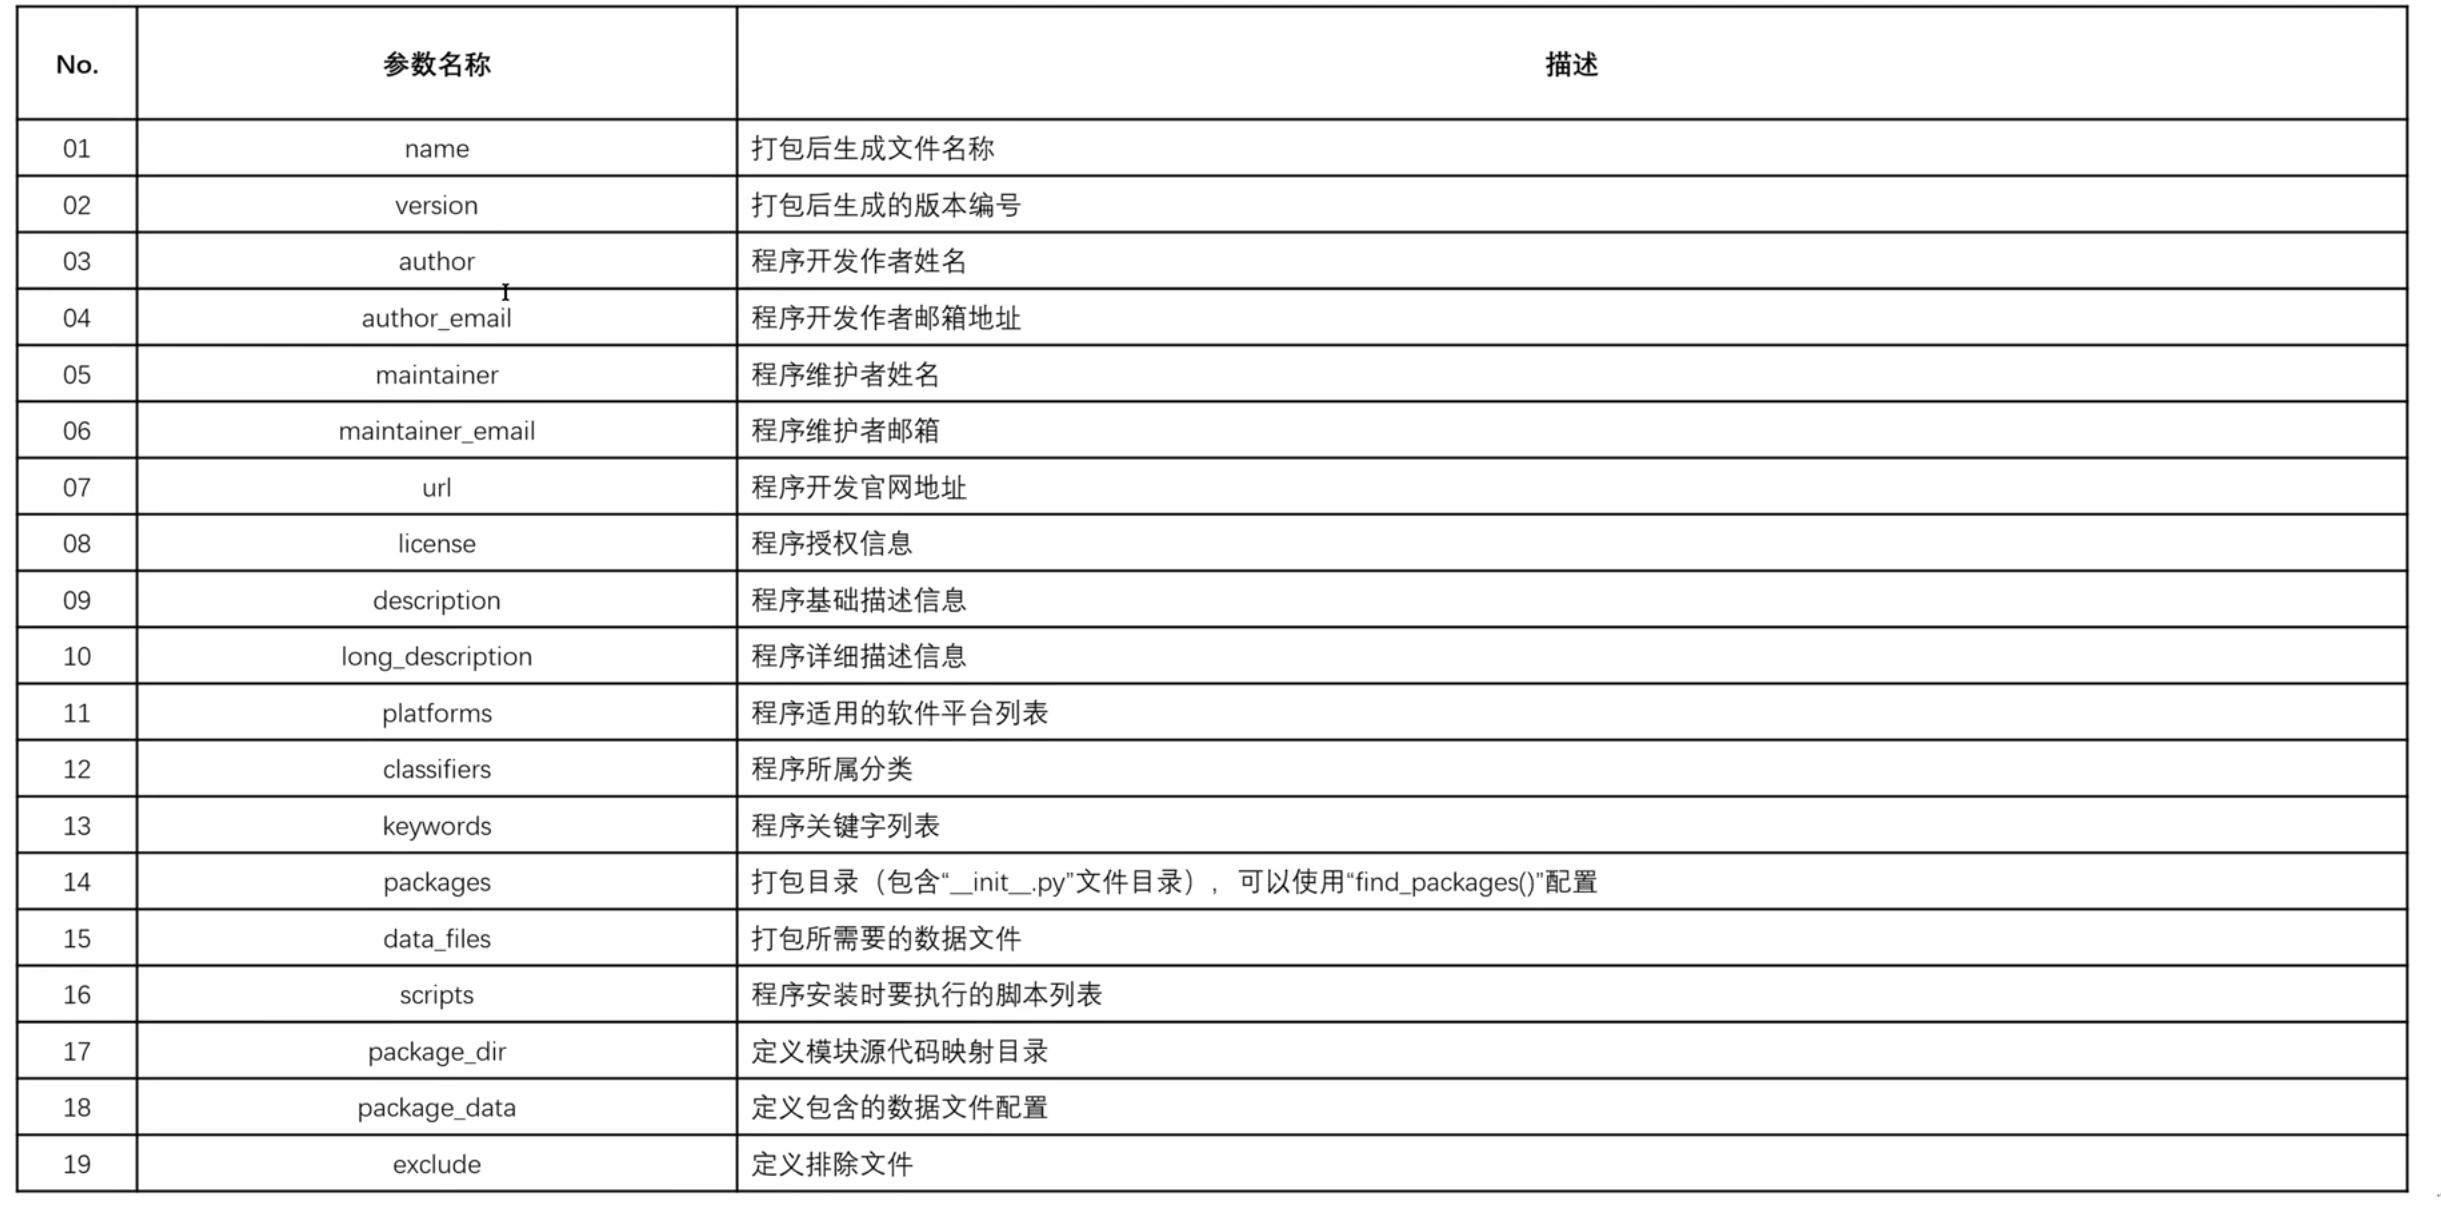 No. 参数名称 描述
01 name 打包后生成文件名称
02 version 打包后生成的版本编号
03 author 程序开发作者姓名
04 author_email 程序开发作者邮箱地址
05 maintainer 程序维护者姓名
06 maintainer_email 程序维护者邮箱
07 url 程序开发官网地址
08 license 程序授权信息
09 description 程序基础描述信息
10 long_description 程序详细描述信息
11 platforms 程序适用的软件平台列表
12 classifiers 程序所属分类
13 keywords 程序关键字列表
14 packages 打包目录（包含“__init__.py”文件目录），可以使用“find_packages()”配置
15 data_files 打包所需要的数据文件
16 scripts 程序安装时要执行的脚本列表
17 package_dir 定义模块源代码映射目录
18 package_data 定义包含的数据文件配置
19 exclude 定义排除文件